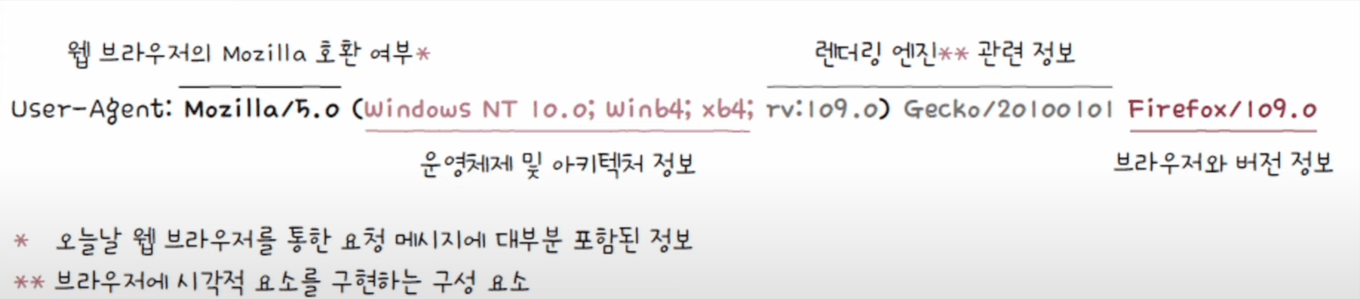 웹 브라우저의 Mozilla 호환 여부* 렌더링 엔진** 관련 정보
User-Agent: Mozilla/5.0 (Windows NT 10.0; Win64; x64; rv:109.0) Gecko/20100101 Firefox/109.0
운영체제 및 아키텍처 정보 브라우저와 버전 정보
* 오늘날 웹 브라우저를 통한 요청 메시지에 대부분 포함된 정보
** 브라우저에 시각적 요소를 구현하는 구성 요소